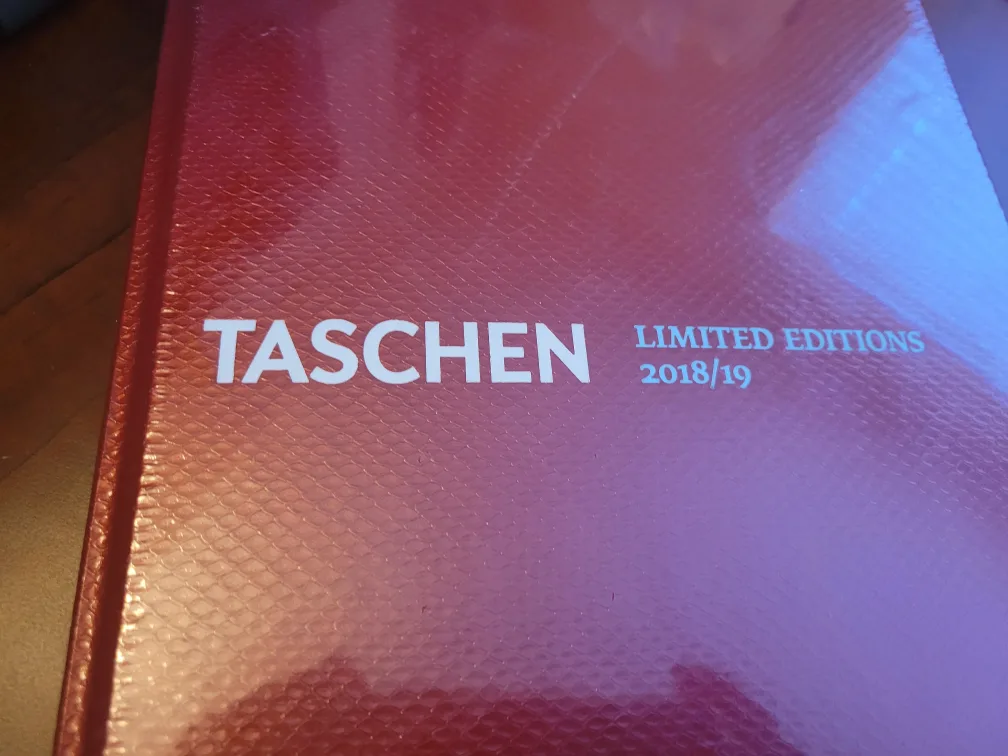 TASCHEN
LIMITED EDITIONS
2018/19